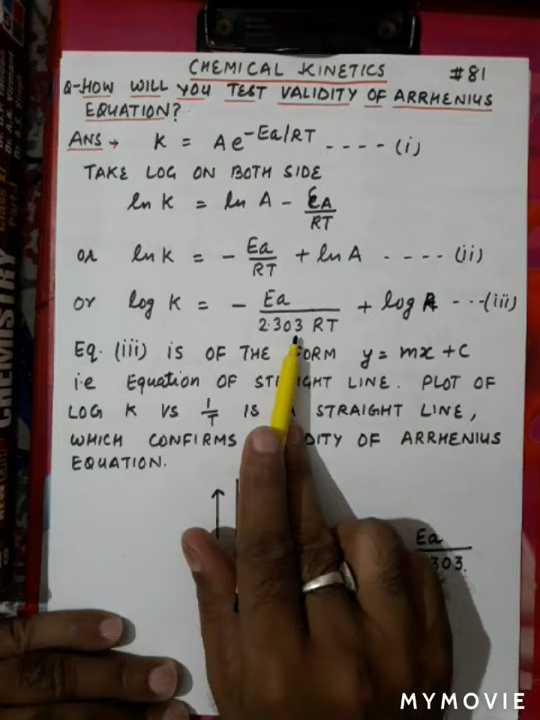 CHEMICAL KINETICS #81
Q-HOW WILL YOU TEST VALIDITY OF ARRHENIUS
EQUATION?
ANS → K = A e^-Ea/RT ---- (i)
TAKE LOG ON BOTH SIDE
ln K = ln A - EA/RT
or ln K = - Ea/RT + ln A ---- (ii)
or log K = - Ea/2.303 RT + log A ---(iii)
Eq. (iii) IS OF THE FORM y = mx + C
i.e EquATION OF STRAIGHT LINE. PLOT OF
LOG K VS 1/T IS A STRAIGHT LINE,
WHICH CONFIRMS VALIDITY OF ARRHENIUS
EQUATION.
Ea
303.
MYMOVIE